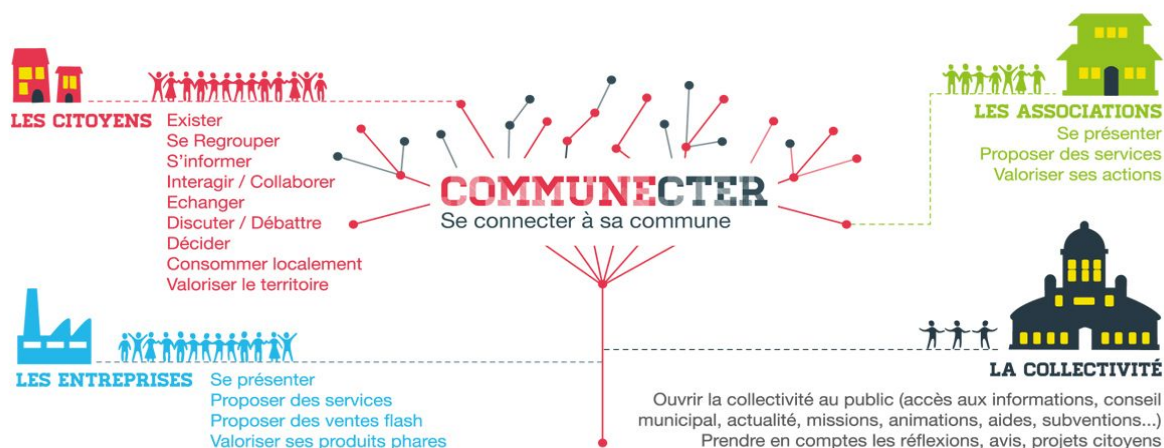 LES CITOYENS
Exister
Se Regrouper
S'informer
Interagir / Collaborer
Echanger
Discuter / Débattre
Décider
Consommer localement
Valoriser le territoire
COMMUNECTER
Se connecter à sa commune
LES ASSOCIATIONS
Se présenter
Proposer des services
Valoriser ses actions
LES ENTREPRISES
Se présenter
Proposer des services
Proposer des ventes flash
Valoriser ses produits phares
LA COLLECTIVITÉ
Ouvrir la collectivité au public (accès aux informations, conseil
municipal, actualité, missions, animations, aides, subventions...)
Prendre en comptes les réflexions, avis, projets citoyens